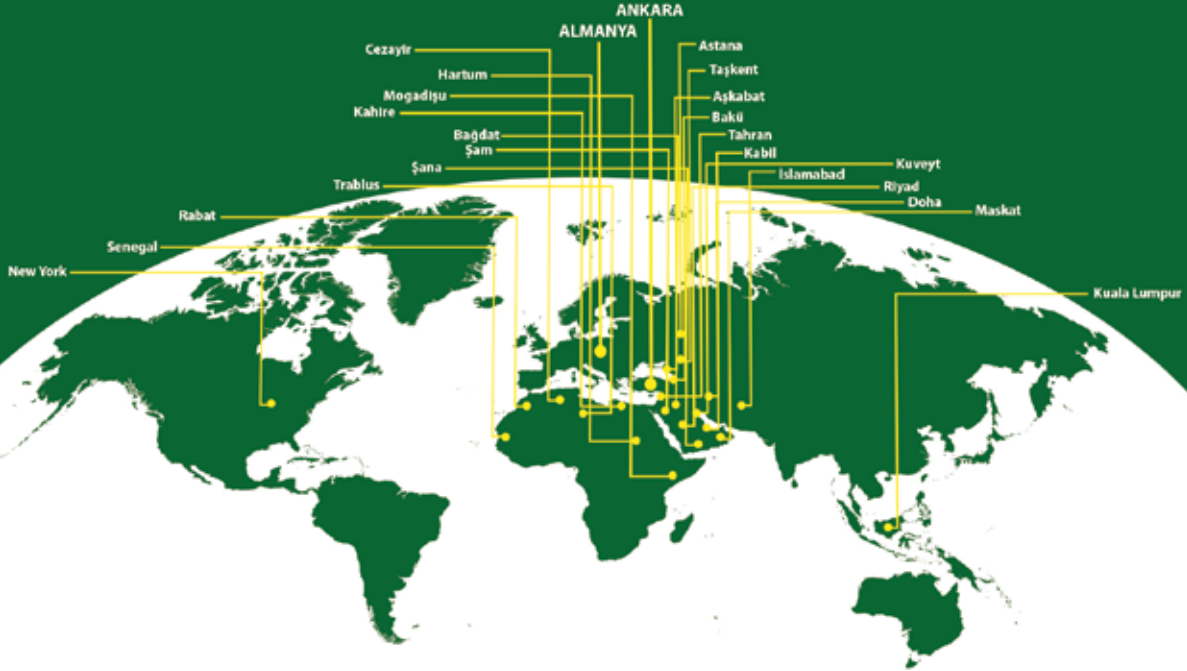 ANKARA
ALMANYA
Cezayir
Astana
Hartum
Taşkent
Mogadişu
Aşkabat
Kahire
Bakü
Bağdat
Tahran
Şam
Kabil
Şana
Kuveyt
İslamabad
Trablus
Riyad
Doha
Rabat
Maskat
Senegal
New York
Kuala Lumpur